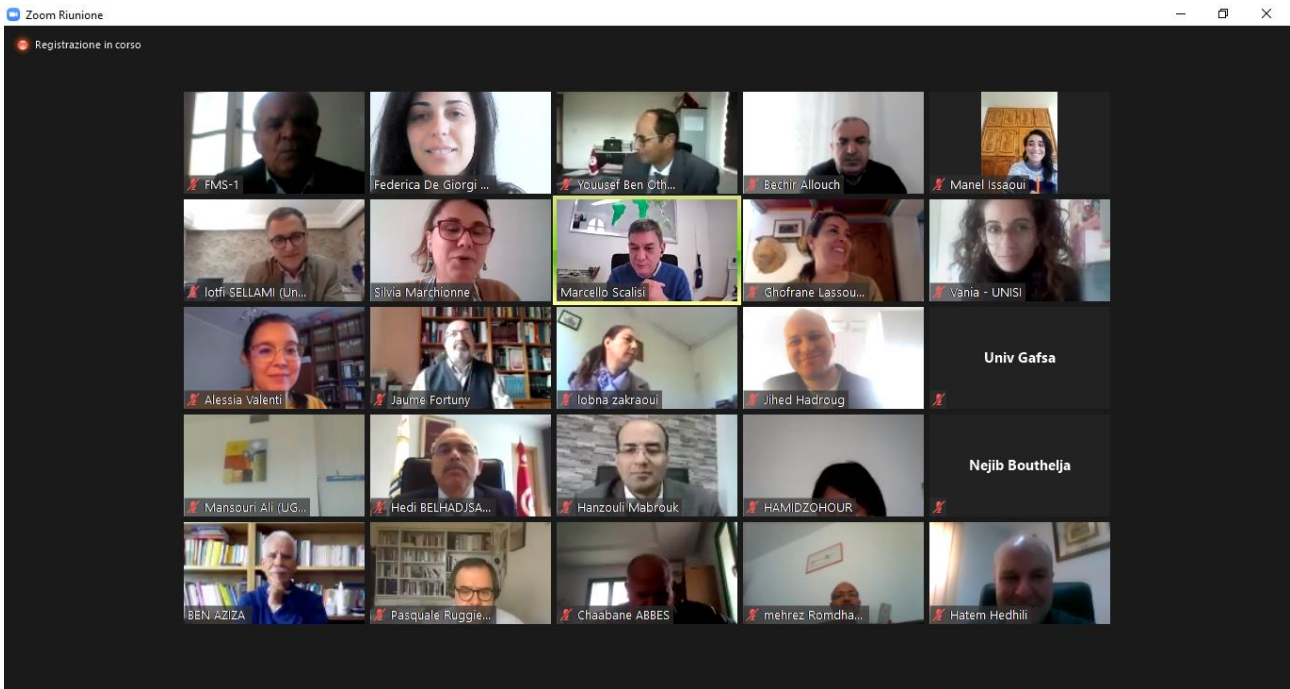 Zoom Riunione
Registrazione in corso
FMS-1
Federica De Giorgi ...
Youusef Ben Oth...
Bechir Allouch
Manel Issaoui
lotfi SELLAMI (Un...
Silvia Marchionne
Marcello Scalisi
Ghofrane Lassou...
Vania - UNISI
Alessia Valenti
Jaume Fortuny
lobna zakraoui
Jihed Hadroug
Univ Gafsa
Mansouri Ali (UG...
Hedi BELHADJSA...
Hanzouli Mabrouk
HAMIDZOHOUR
Nejib Bouthelja
BEN AZIZA
Pasquale Ruggie...
Chaabane ABBES
mehrez Romdha...
Hatem Hedhili